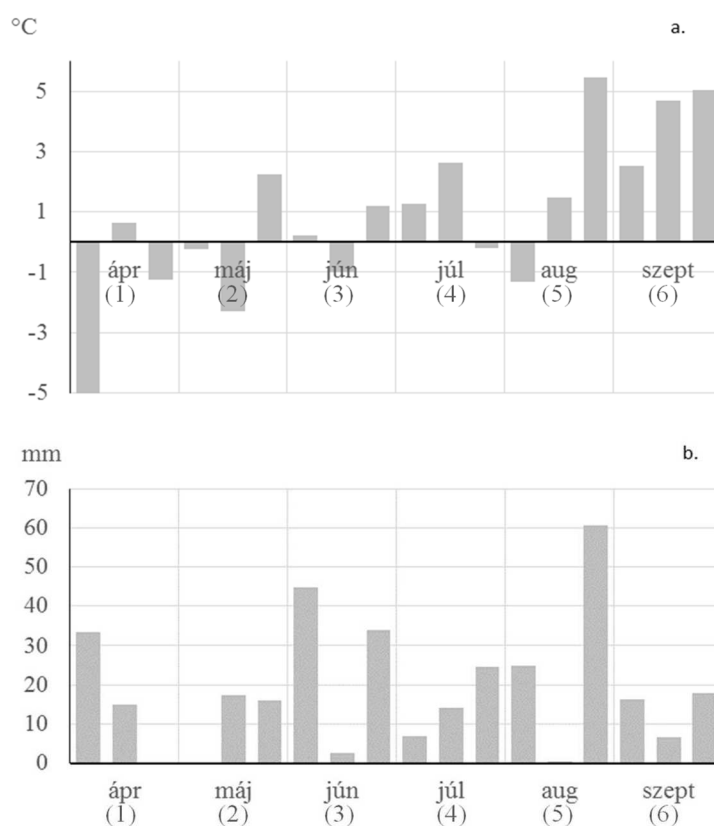 °C
a.
5
3
1
-1
-3
-5
ápr máj jún júl aug szept
(1) (2) (3) (4) (5) (6)
mm
b.
70
60
50
40
30
20
10
0
ápr máj jún júl aug szept
(1) (2) (3) (4) (5) (6)